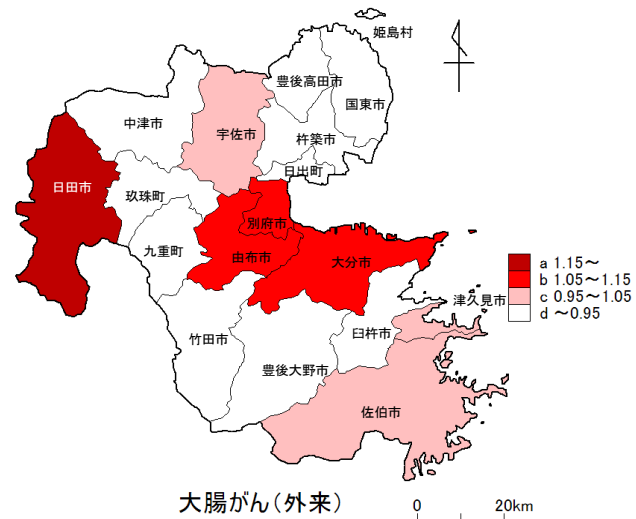 姫島村
豊後高田市
国東市
中津市
宇佐市
杵築市
日出町
日田市
玖珠町
別府市
九重町
由布市
大分市
a 1.15～
b 1.05～1.15
c 0.95～1.05
d ～0.95
津久見市
竹田市
臼杵市
豊後大野市
佐伯市
大腸がん（外来）
0 20km